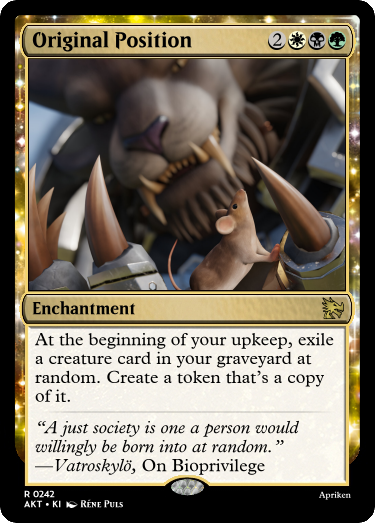 Original Position 2
Enchantment
At the beginning of your upkeep, exile
a creature card in your graveyard at
random. Create a token that's a copy
of it.
“A just society is one a person would
willingly be born into at random.”
—Vatroskylö, On Bioprivilege
R 0242
AKT • KI Rêne Puls
Apriken